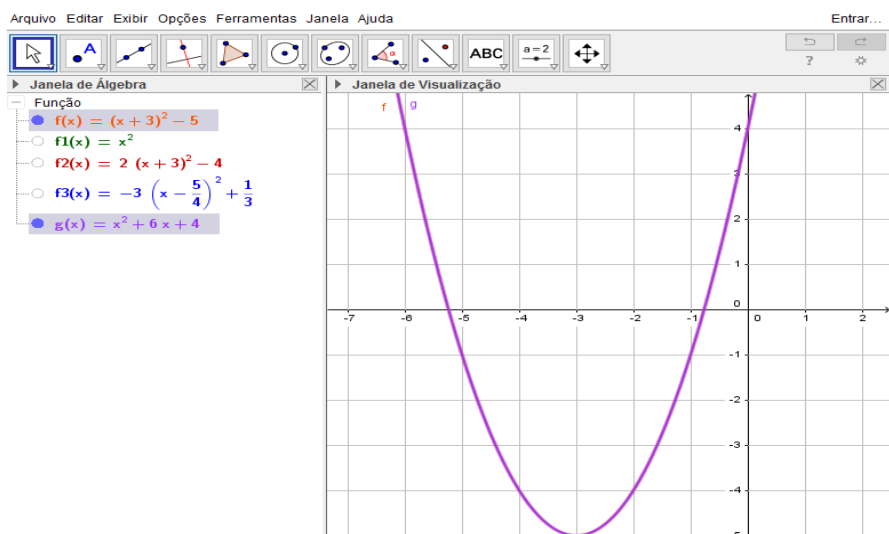 Arquivo Editar Exibir Opções Ferramentas Janela Ajuda Entrar...
A α ABC a = 2 ?
Janela de Álgebra
Função
f(x) = (x + 3)² − 5
f1(x) = x²
f2(x) = 2 (x + 3)² − 4
f3(x) = −3 (x − 5/4)² + 1/3
g(x) = x² + 6 x + 4
Janela de Visualização
f g
4
3
2
1
0
-7 -6 -5 -4 -3 -2 -1 0 1 2
-1
-2
-3
-4
-5